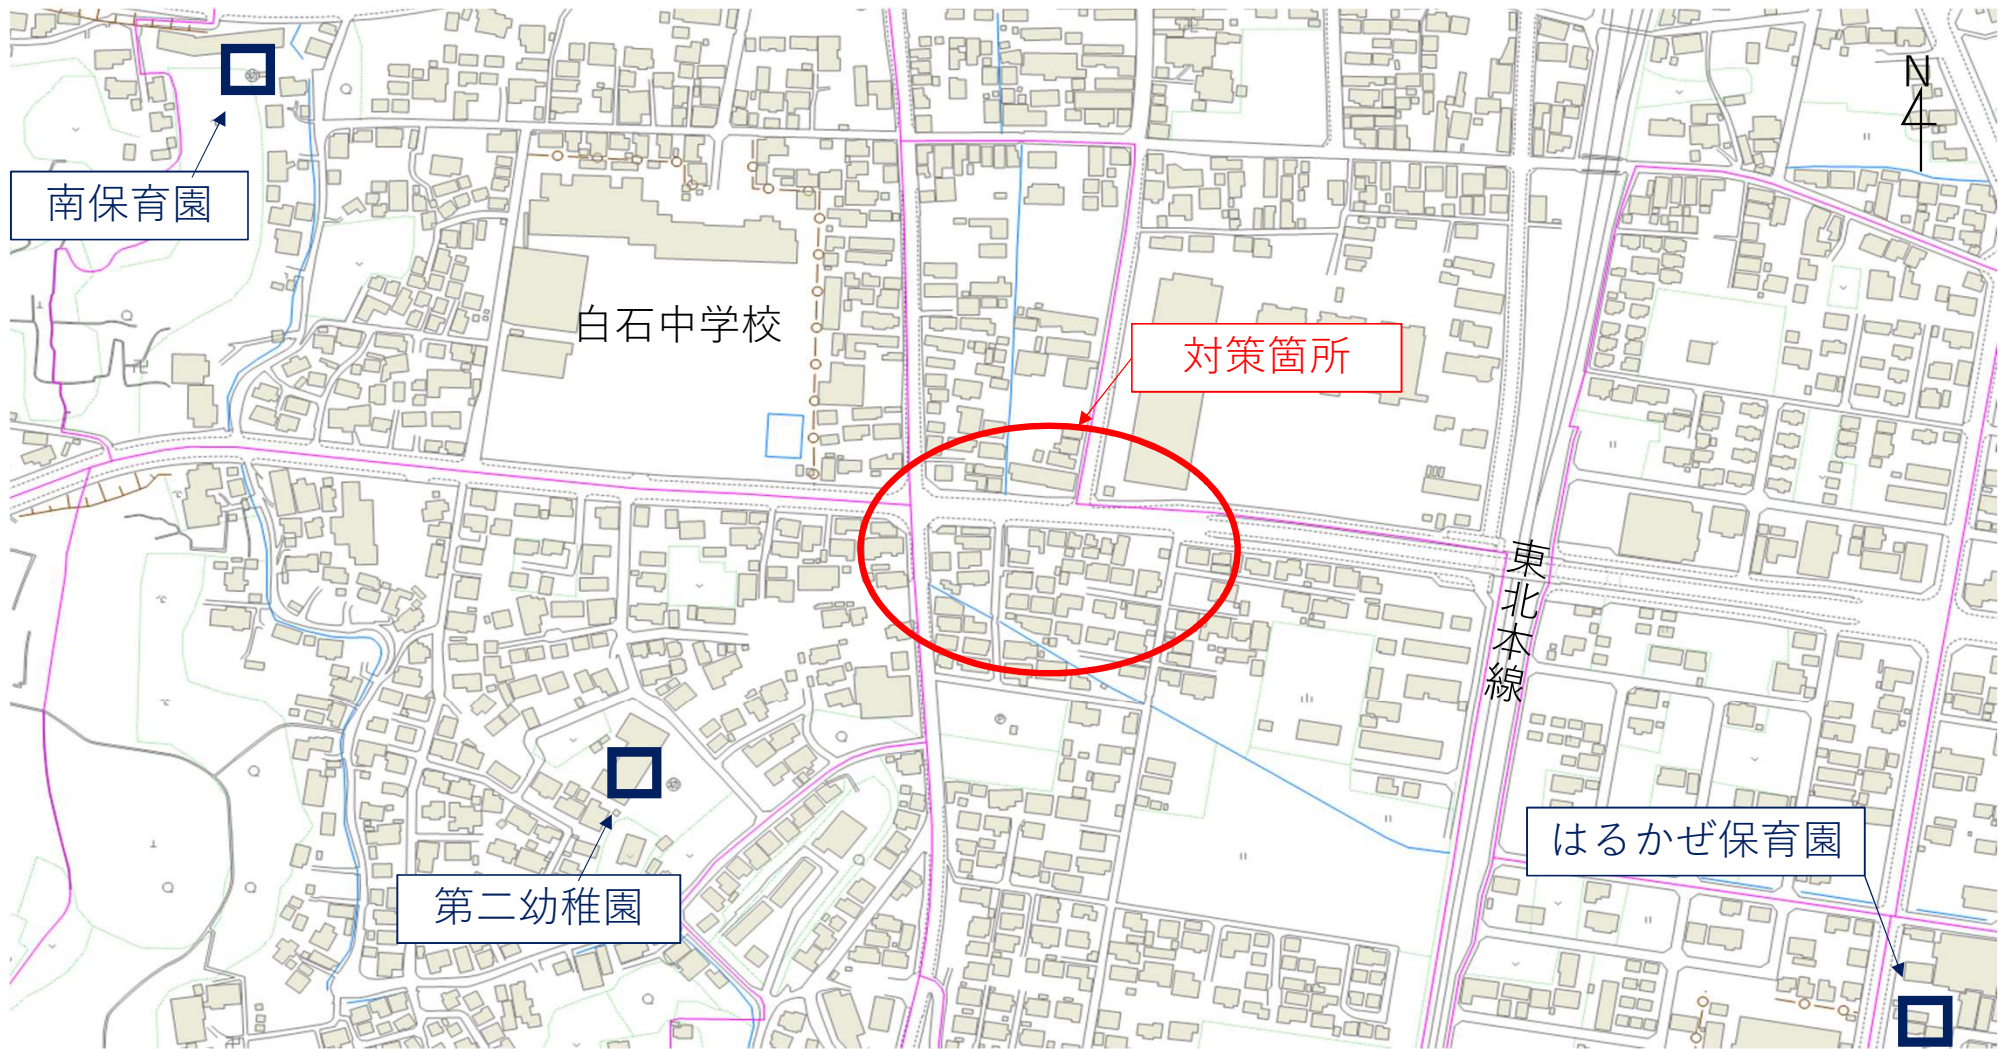 N
南保育園
白石中学校
対策箇所
東北本線
はるかぜ保育園
第二幼稚園